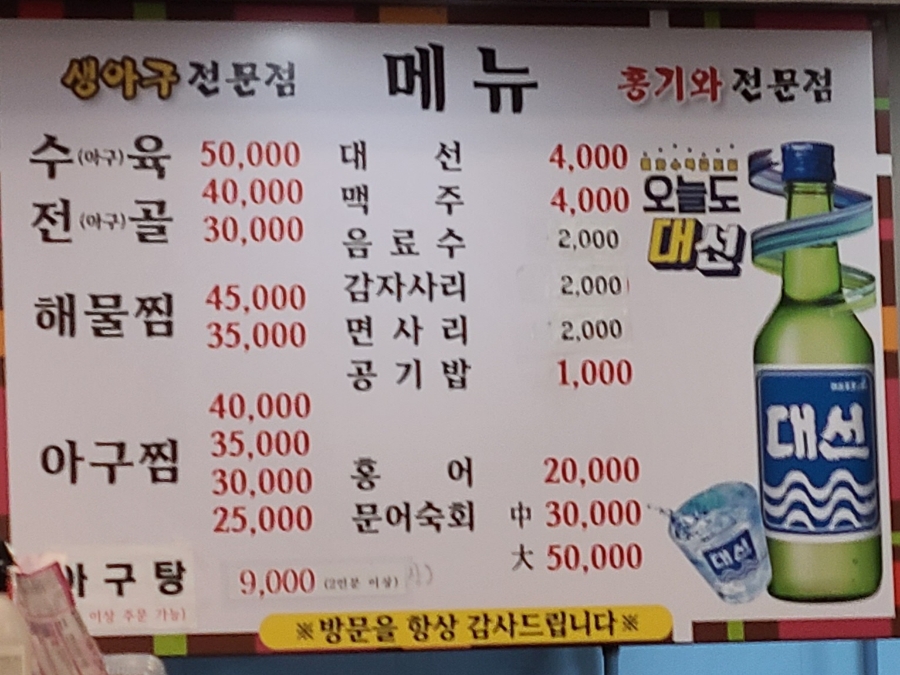 생아구 전문점
메뉴
홍기와 전문점
수(아구)육 50,000
40,000
전(아구)골 30,000
해물찜 45,000
35,000
아구찜 40,000
35,000
30,000
25,000
아구탕 9,000 (2인분 이상)
이상 주문 가능)
대선 4,000
맥주 4,000
음료수 2,000
감자사리 2,000
면사리 2,000
공기밥 1,000
홍어 20,000
문어숙회 中 30,000
大 50,000
오늘도
대선
대선
대선
※방문을 항상 감사드립니다※